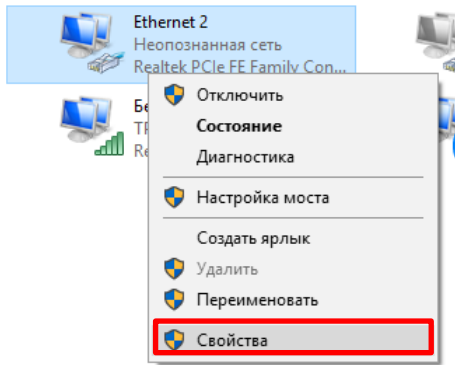 Ethernet 2
Неопознанная сеть
Realtek PCIe FE Family Con...
Отключить
Состояние
Диагностика
Настройка моста
Создать ярлык
Удалить
Переименовать
Свойства